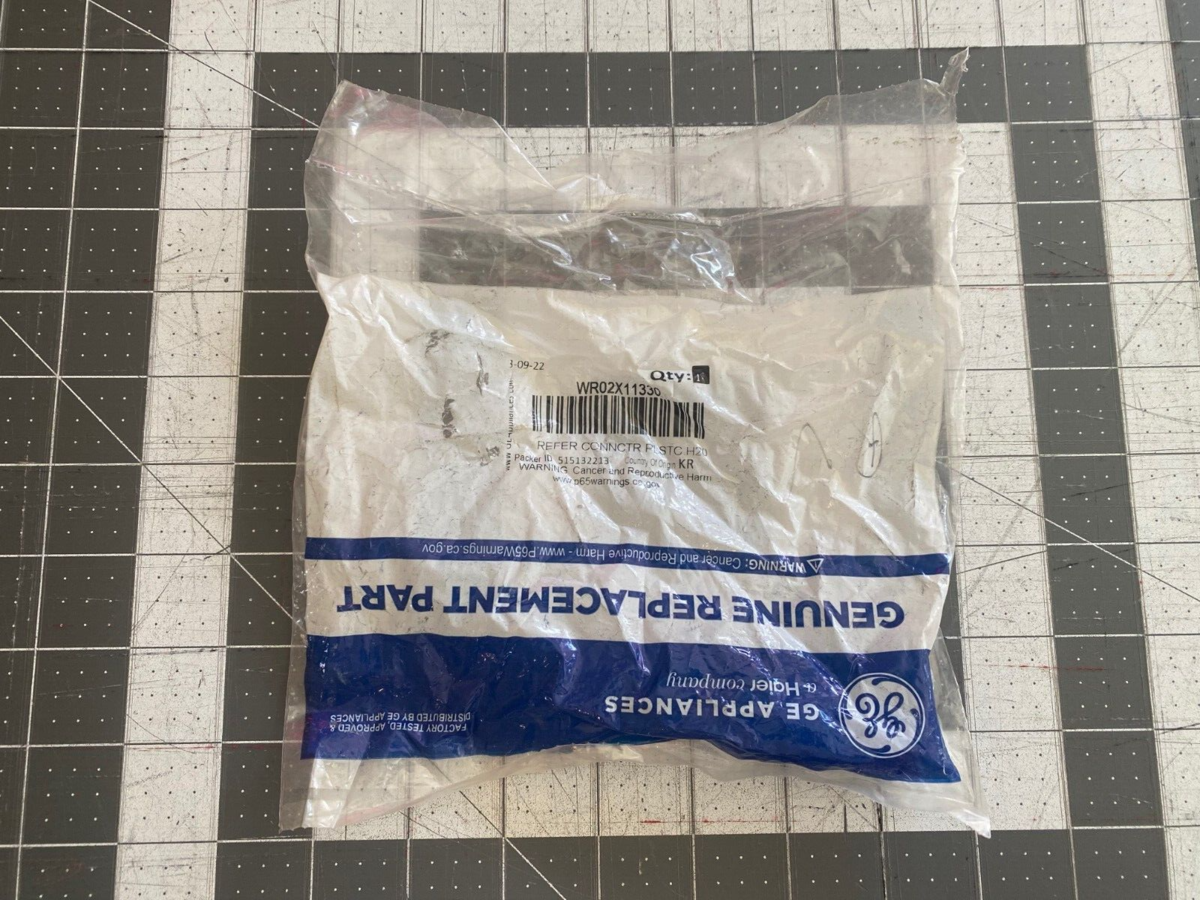 3-09-22
Qty: 1
WR02X11330
REFER CONNCTR PLSTC H20
Packer ID 515132213 Country Of Origin KR
WARNING: Cancer and Reproductive Harm
www.p65warnings.ca.gov
WARNING: Cancer and Reproductive Harm - www.P65Warnings.ca.gov
GENUINE REPLACEMENT PART
GE APPLIANCES
a Haier company
GE
FACTORY TESTED, APPROVED &
DISTRIBUTED BY GE APPLIANCES